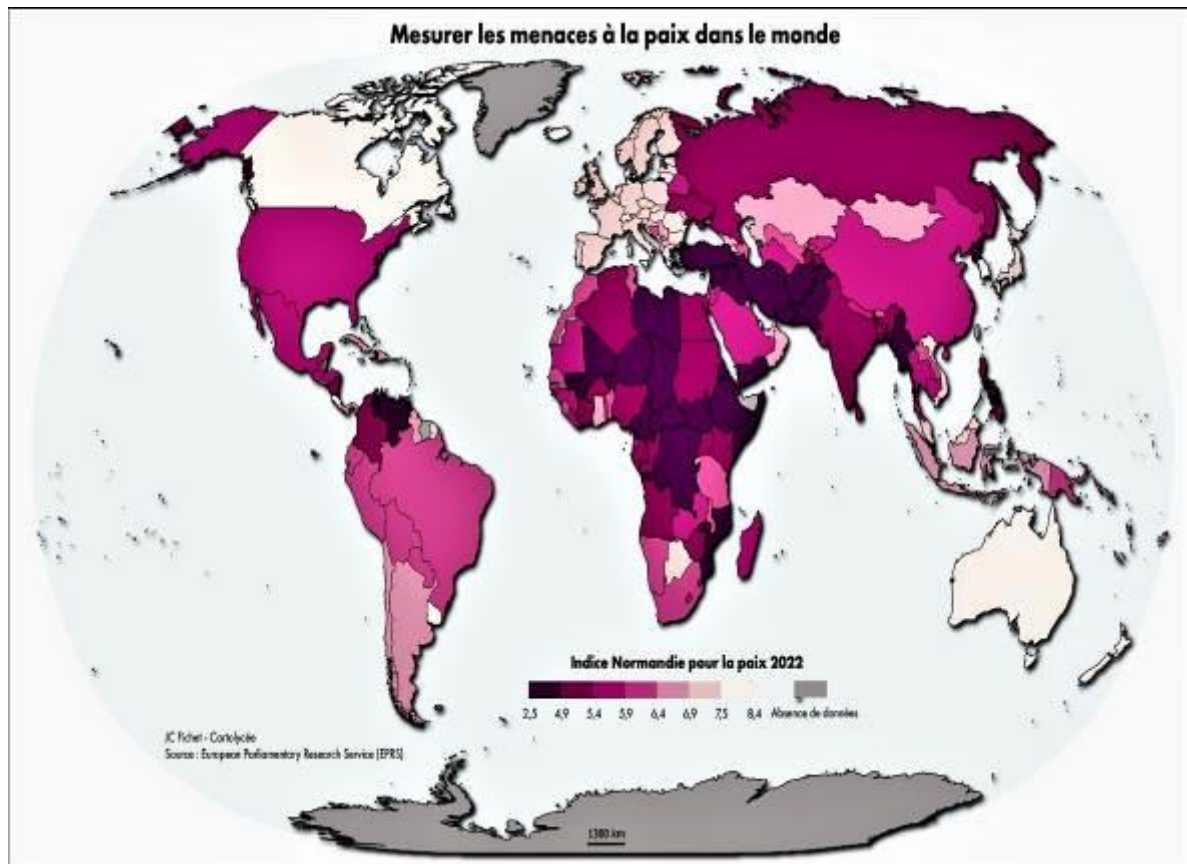 Mesurer les menaces à la paix dans le monde
Indice Normandie pour la paix 2022
2,5 4,9 5,4 5,9 6,4 6,9 7,5 8,4 Absence de données
JC Fichet - Cartolycée
Source : European Parliamentary Research Service (EPRS)
km